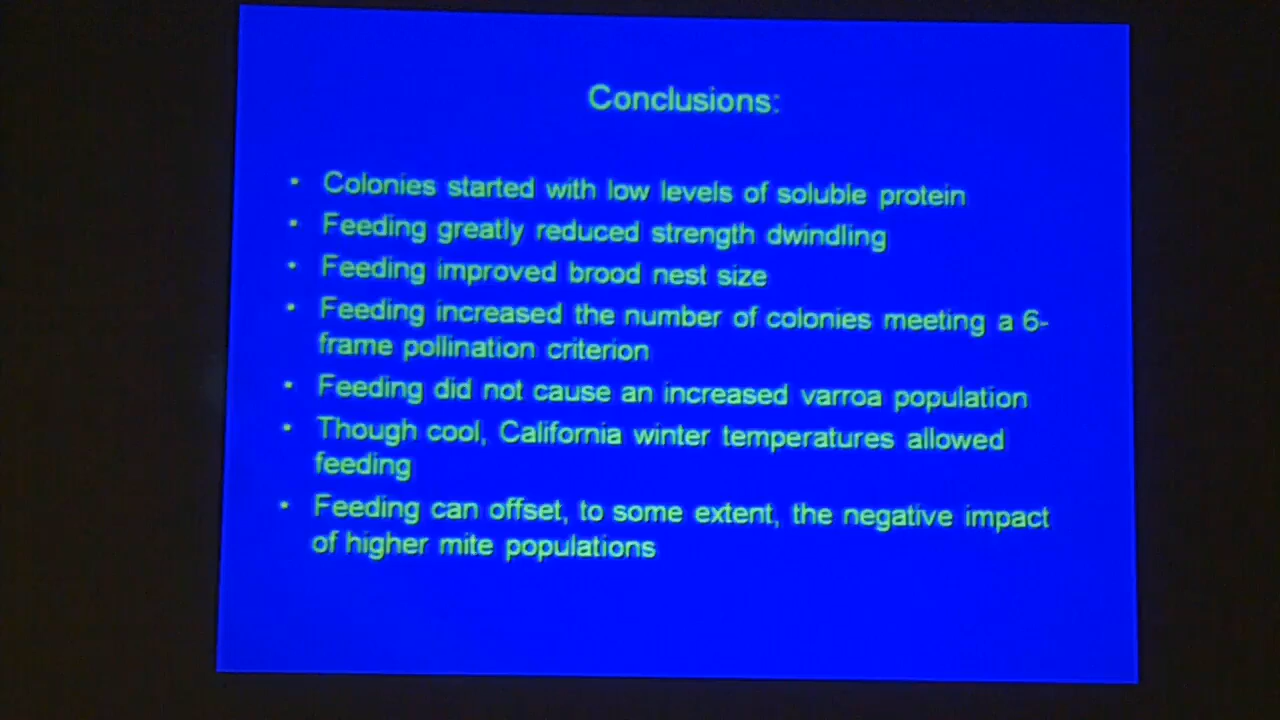 Conclusions:
• Colonies started with low levels of soluble protein
• Feeding greatly reduced strength dwindling
• Feeding improved brood nest size
• Feeding increased the number of colonies meeting a 6-
frame pollination criterion
• Feeding did not cause an increased varroa population
• Though cool, California winter temperatures allowed
feeding
• Feeding can offset, to some extent, the negative impact
of higher mite populations